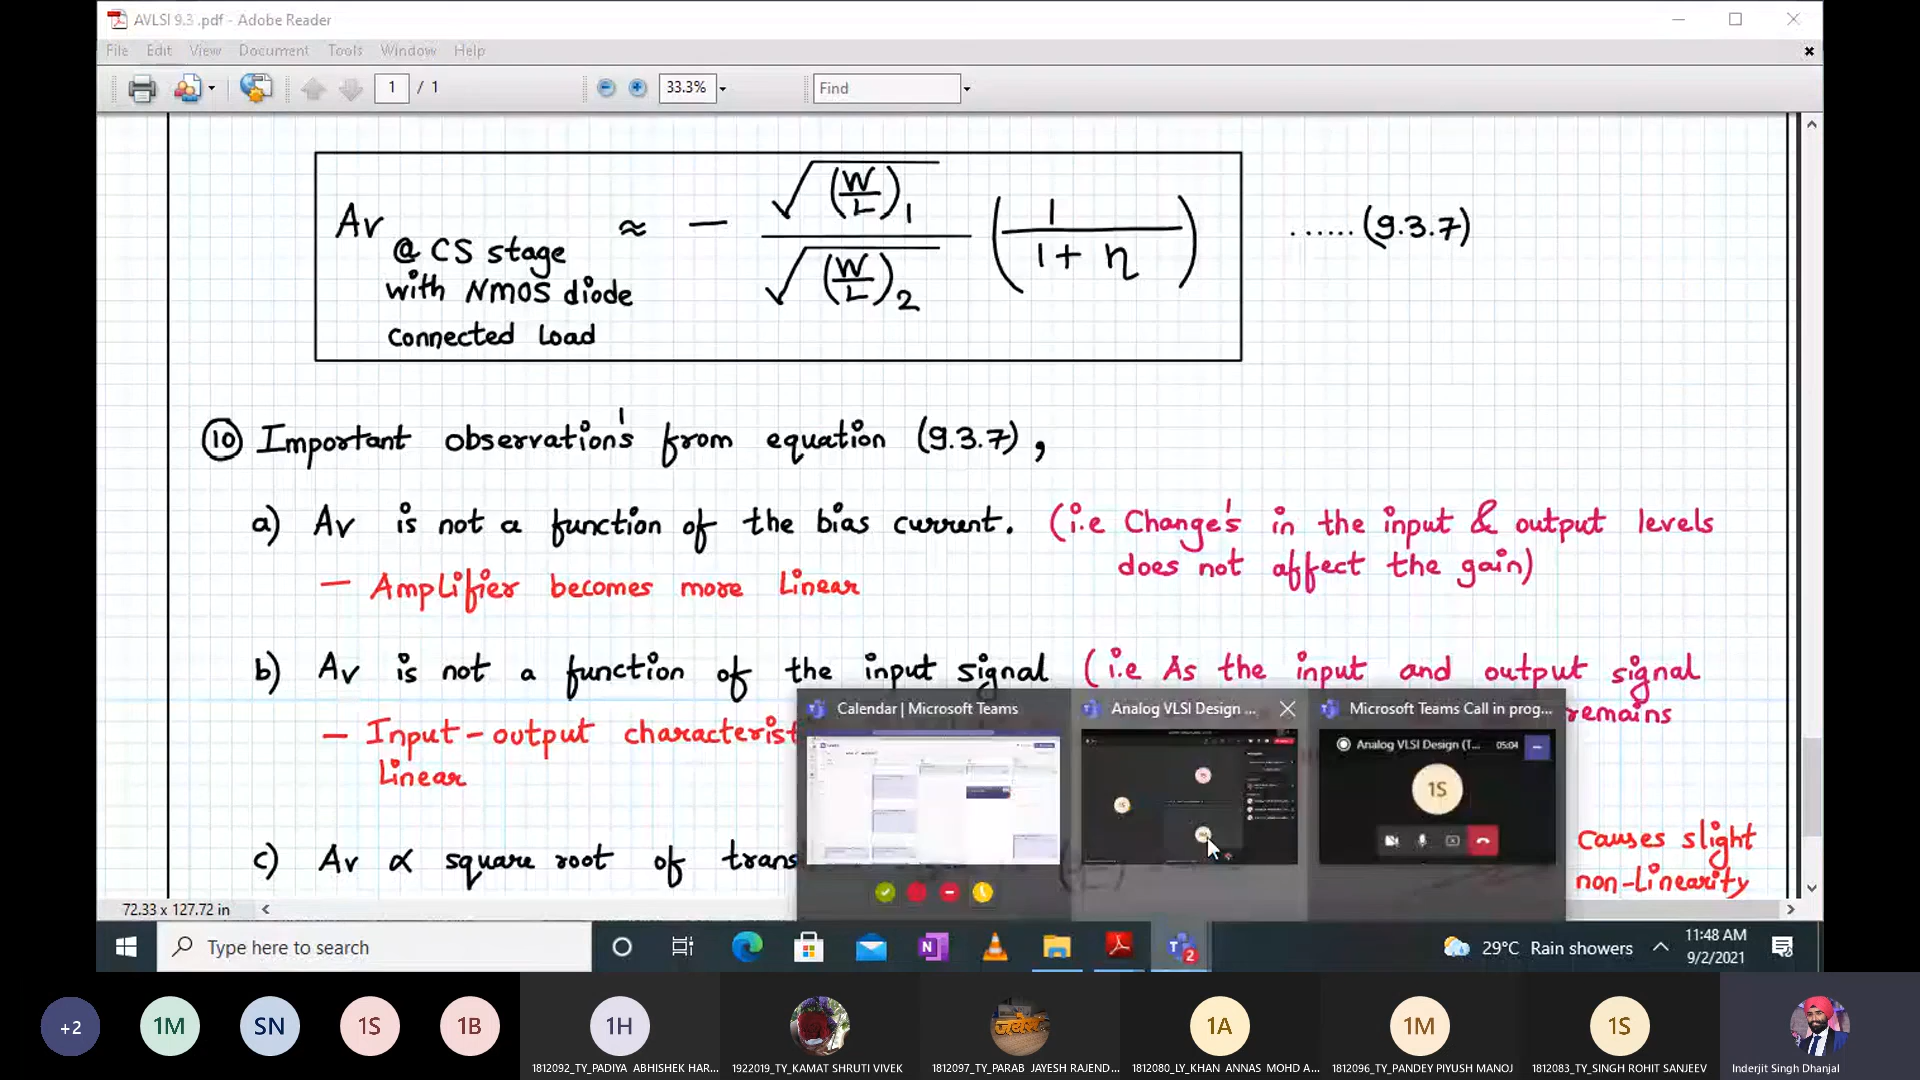 AVLSI 9.3 .pdf - Adobe Reader
File Edit View Document Tools Window Help
1 / 1 33.3% Find
Av @ CS stage with NMOS diode connected Load ≈ − √(W/L)1 / √(W/L)2 (1 / 1 + η) ...... (9.3.7)
10 Important observation's from equation (9.3.7),
a) Av is not a function of the bias current. (i.e Change's in the input & output levels
does not affect the gain)
— Amplifier becomes more Linear
b) Av is not a function of the input signal (i.e As the input and output signal
remains
— Input-output characterist
Linear
c) Av ∝ square root of trans
causes slight
non-Linearity
Calendar | Microsoft Teams
Analog VLSI Design ...
Microsoft Teams Call in prog...
Analog VLSI Design (T... 05:04
1S
72.33 x 127.72 in
Type here to search
2
29°C Rain showers
11:48 AM
9/2/2021
+2 1M SN 1S 1B 1H 1A 1M 1S
1812092_TY_PADIYA ABHISHEK HAR...
1922019_TY_KAMAT SHRUTI VIVEK
1812097_TY_PARAB JAYESH RAJEND...
1812080_LY_KHAN ANNAS MOHD A...
1812096_TY_PANDEY PIYUSH MANOJ
1812083_TY_SINGH ROHIT SANJEEV
Inderjit Singh Dhanjal